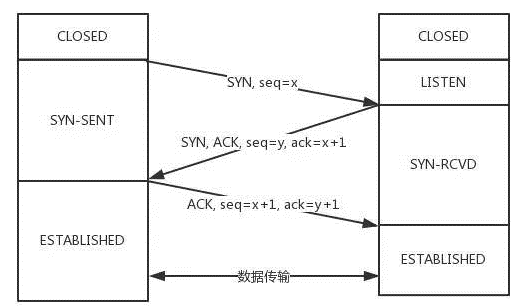 CLOSED
CLOSED
SYN, seq=x
LISTEN
SYN-SENT
SYN, ACK, seq=y, ack=x+1
SYN-RCVD
ACK, seq=x+1, ack=y+1
ESTABLISHED
ESTABLISHED
数据传输